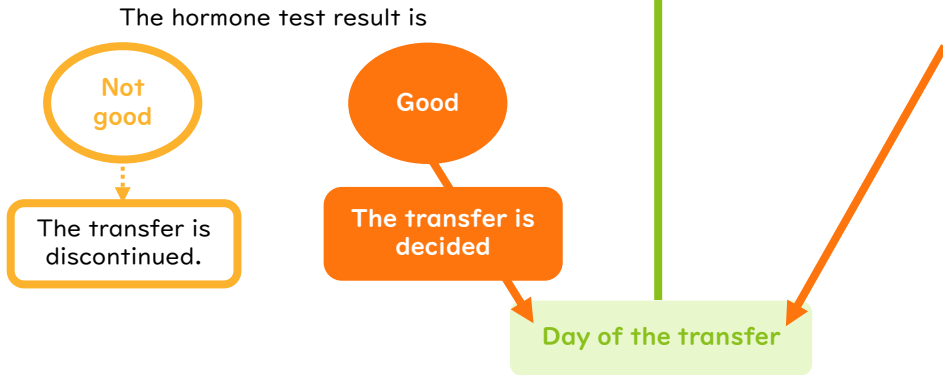 The hormone test result is
Not
good
Good
The transfer is
discontinued.
The transfer is
decided
Day of the transfer